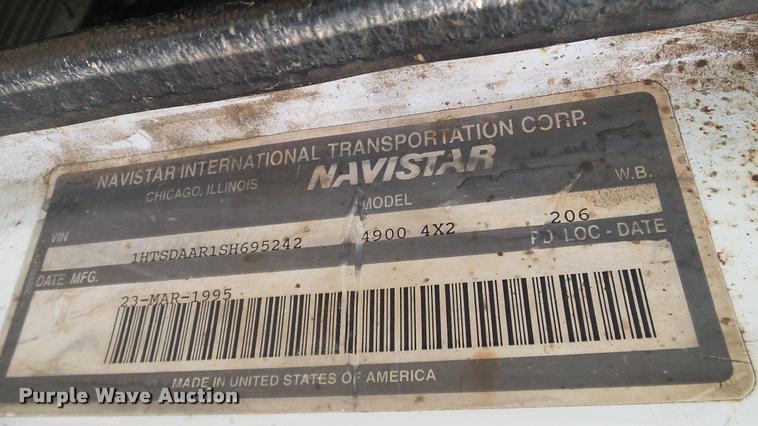 NAVISTAR INTERNATIONAL TRANSPORTATION CORP.
CHICAGO, ILLINOIS NAVISTAR
VIN MODEL W.B.
1HTSDAAR1SH695242 4900 4X2 206
DATE MFG. PD LOC - DATE
23-MAR-1995
MADE IN UNITED STATES OF AMERICA
Purple Wave Auction